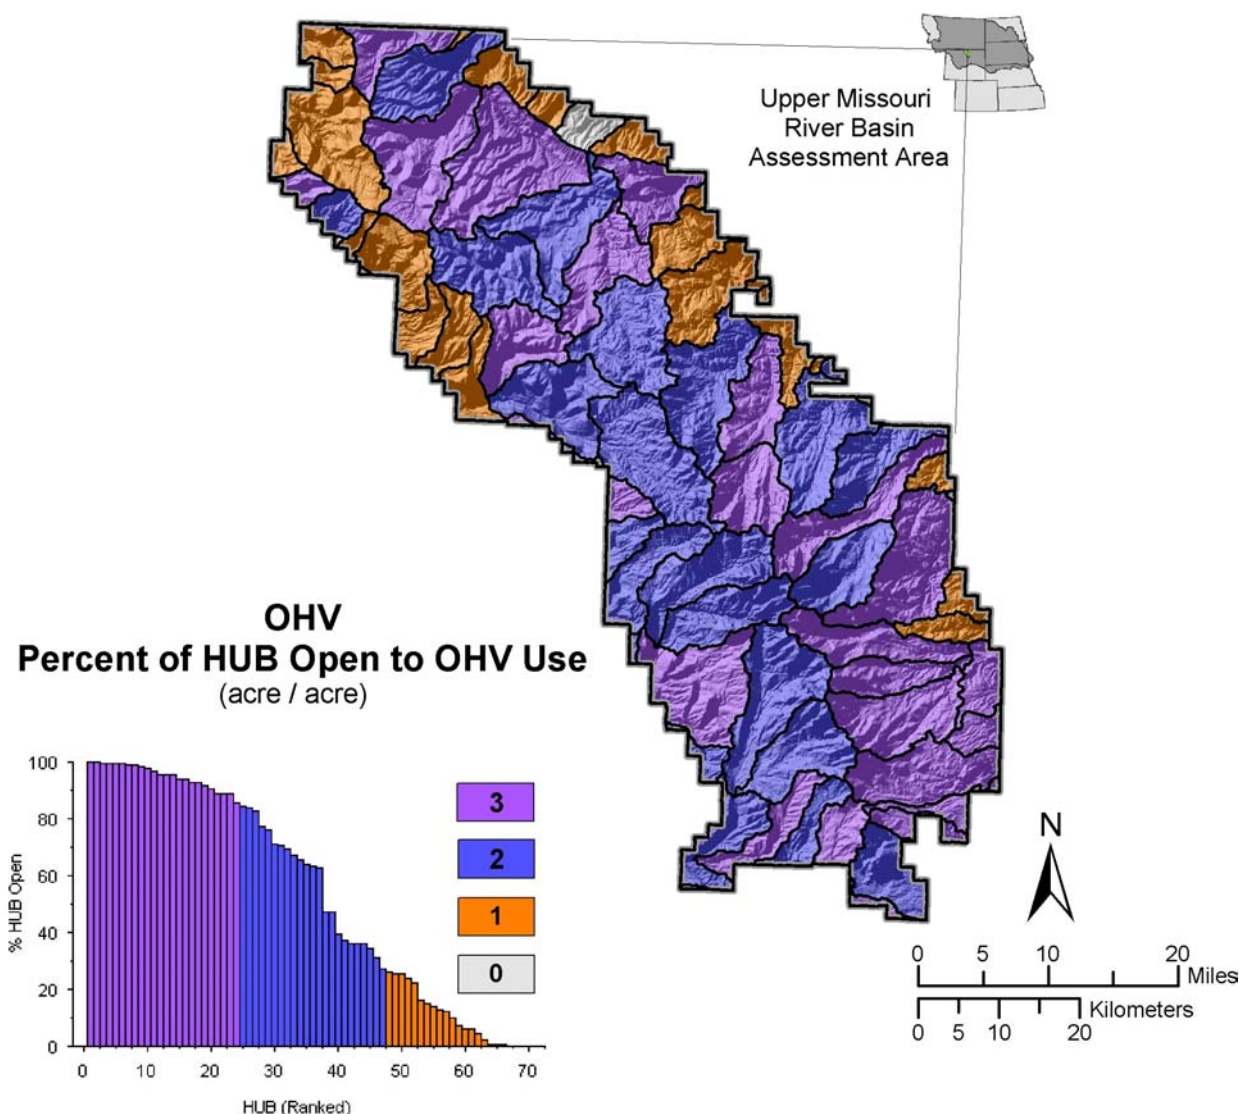 Upper Missouri
River Basin
Assessment Area
OHV
Percent of HUB Open to OHV Use
(acre / acre)
100
80
60
40
20
0
% HUB Open
0 10 20 30 40 50 60 70
HUB (Ranked)
3
2
1
0
N
0 5 10 20
Miles
Kilometers
0 5 10 20